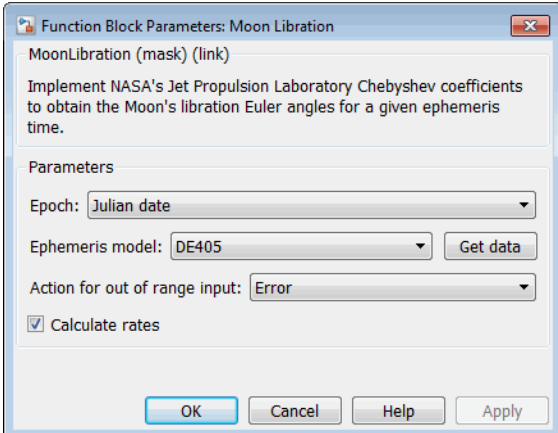 Function Block Parameters: Moon Libration
MoonLibration (mask) (link)
Implement NASA's Jet Propulsion Laboratory Chebyshev coefficients
to obtain the Moon's libration Euler angles for a given ephemeris
time.
Parameters
Epoch: Julian date
Ephemeris model: DE405 Get data
Action for out of range input: Error
Calculate rates
OK Cancel Help Apply